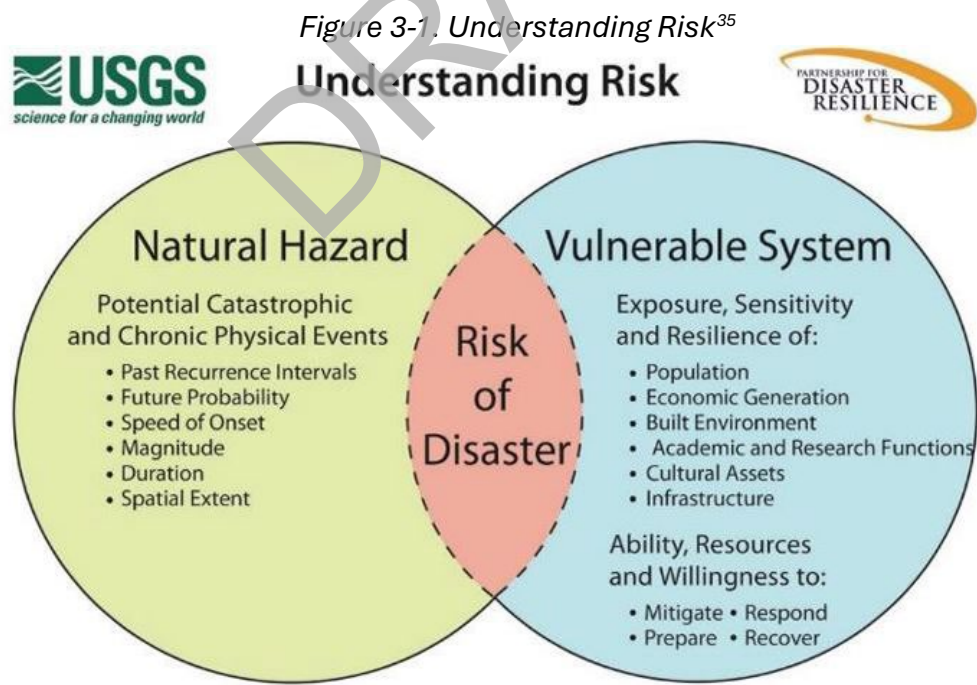 Figure 3-1. Understanding Risk35
USGS
science for a changing world
Understanding Risk
PARTNERSHIP FOR
DISASTER
RESILIENCE
DRA
Natural Hazard
Potential Catastrophic
and Chronic Physical Events
• Past Recurrence Intervals
• Future Probability
• Speed of Onset
• Magnitude
• Duration
• Spatial Extent
Risk
of
Disaster
Vulnerable System
Exposure, Sensitivity
and Resilience of:
• Population
• Economic Generation
• Built Environment
• Academic and Research Functions
• Cultural Assets
• Infrastructure
Ability, Resources
and Willingness to:
• Mitigate • Respond
• Prepare • Recover